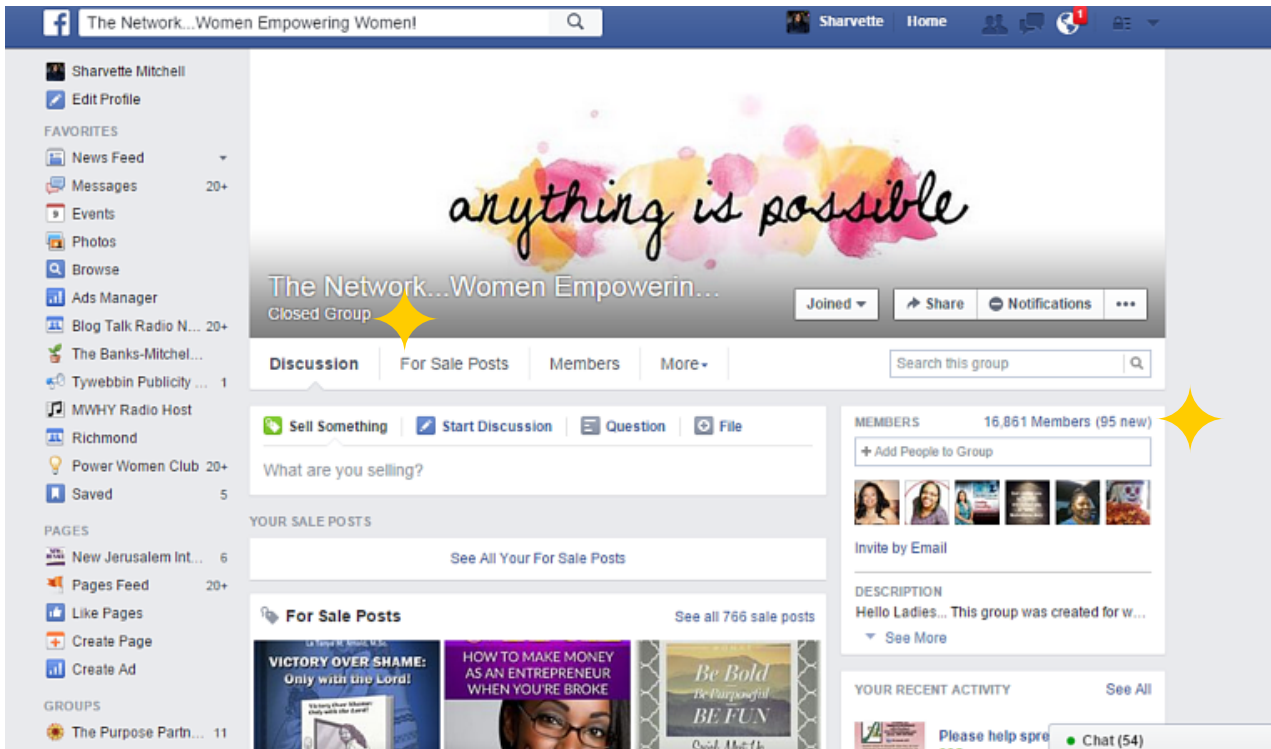 The Network...Women Empowering Women!
Sharvette Home 1
Sharvette Mitchell
Edit Profile
FAVORITES
News Feed
Messages 20+
9 Events
Photos
Browse
Ads Manager
Blog Talk Radio N... 20+
The Banks-Mitchel...
Tywebbin Publicity ... 1
MWHY Radio Host
Richmond
Power Women Club 20+
Saved 5
PAGES
New Jerusalem Int... 6
Pages Feed 20+
Like Pages
Create Page
Create Ad
GROUPS
The Purpose Partn... 11
anything is possible
The Network...Women Empowerin...
Closed Group
Joined
Share
Notifications
Discussion For Sale Posts Members More
Search this group
Sell Something Start Discussion Question File
What are you selling?
YOUR SALE POSTS
See All Your For Sale Posts
For Sale Posts See all 766 sale posts
VICTORY OVER SHAME:
Only with the Lord!
Victory Over Shame:
Only with the Lord!
HOW TO MAKE MONEY
AS AN ENTREPRENEUR
WHEN YOU'RE BROKE
Be Bold
Be Purposeful
BE FUN
MEMBERS 16,861 Members (95 new)
+ Add People to Group
Invite by Email
DESCRIPTION
Hello Ladies... This group was created for w...
See More
YOUR RECENT ACTIVITY See All
Please help spre
Chat (54)